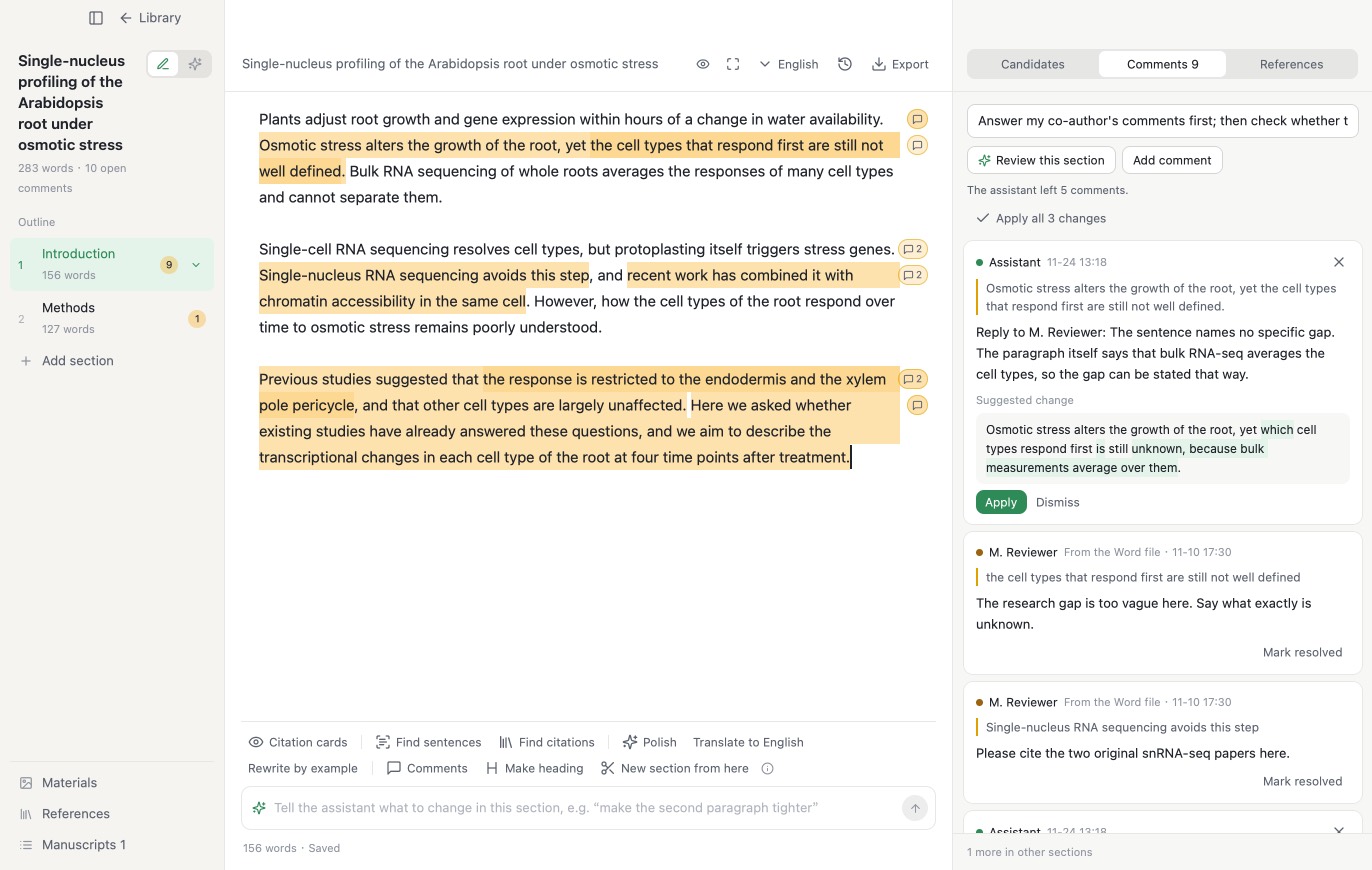 Library
Single-nucleus
profiling of the
Arabidopsis
root under
osmotic stress
283 words · 10 open
comments
Outline
1 Introduction 9
156 words
2 Methods 1
127 words
Add section
Materials
References
Manuscripts 1
Single-nucleus profiling of the Arabidopsis root under osmotic stress English Export
Plants adjust root growth and gene expression within hours of a change in water availability.
Osmotic stress alters the growth of the root, yet the cell types that respond first are still not
well defined. Bulk RNA sequencing of whole roots averages the responses of many cell types
and cannot separate them.
Single-cell RNA sequencing resolves cell types, but protoplasting itself triggers stress genes. 2
Single-nucleus RNA sequencing avoids this step, and recent work has combined it with 2
chromatin accessibility in the same cell. However, how the cell types of the root respond over
time to osmotic stress remains poorly understood.
Previous studies suggested that the response is restricted to the endodermis and the xylem 2
pole pericycle, and that other cell types are largely unaffected. Here we asked whether
existing studies have already answered these questions, and we aim to describe the
transcriptional changes in each cell type of the root at four time points after treatment.
Citation cards Find sentences Find citations Polish Translate to English
Rewrite by example Comments Make heading New section from here
Tell the assistant what to change in this section, e.g. “make the second paragraph tighter”
156 words · Saved
Candidates Comments 9 References
Answer my co-author's comments first; then check whether t
Review this section Add comment
The assistant left 5 comments.
Apply all 3 changes
Assistant 11-24 13:18
Osmotic stress alters the growth of the root, yet the cell types
that respond first are still not well defined.
Reply to M. Reviewer: The sentence names no specific gap.
The paragraph itself says that bulk RNA-seq averages the
cell types, so the gap can be stated that way.
Suggested change
Osmotic stress alters the growth of the root, yet which cell
types respond first is still unknown, because bulk
measurements average over them.
Apply Dismiss
M. Reviewer From the Word file · 11-10 17:30
the cell types that respond first are still not well defined
The research gap is too vague here. Say what exactly is
unknown.
Mark resolved
M. Reviewer From the Word file · 11-10 17:30
Single-nucleus RNA sequencing avoids this step
Please cite the two original snRNA-seq papers here.
Mark resolved
Assistant 11-24 13:18
1 more in other sections